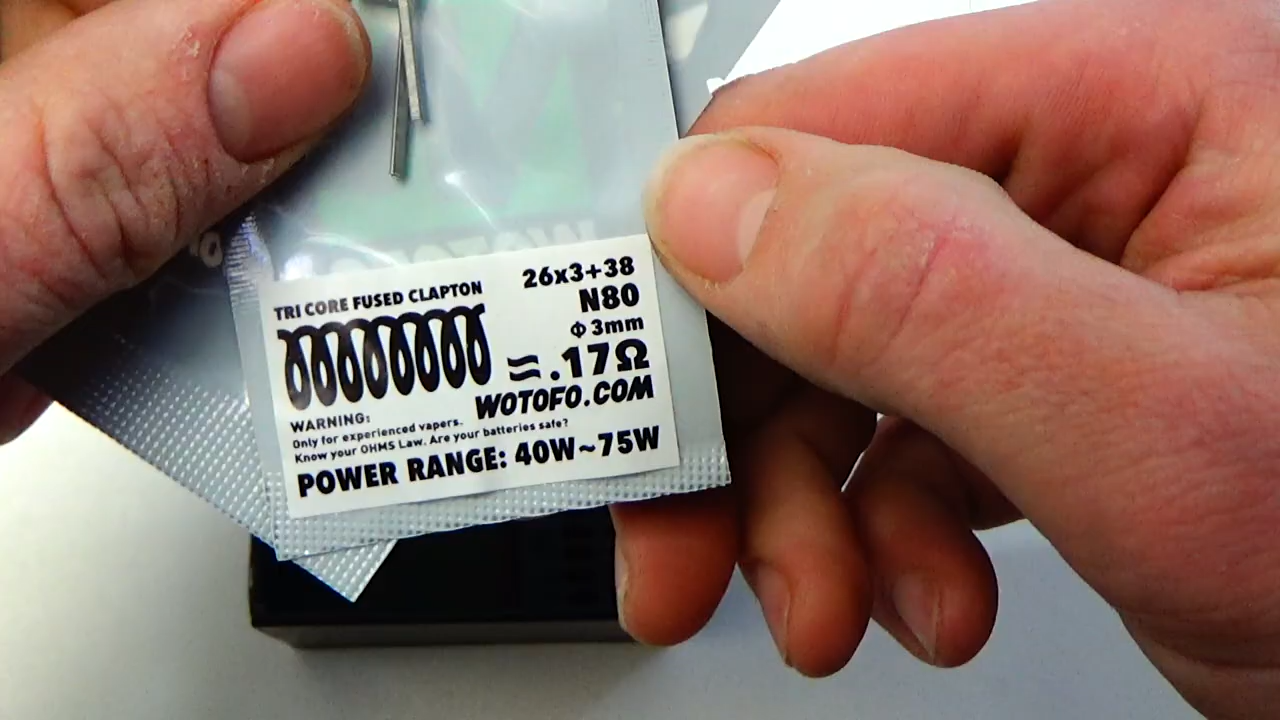 TRI CORE FUSED CLAPTON
26x3+38
N80
Φ 3mm
≈ .17Ω
WOTOFO.COM
WARNING:
Only for experienced vapers.
Know your OHMS Law. Are your batteries safe?
POWER RANGE: 40W~75W